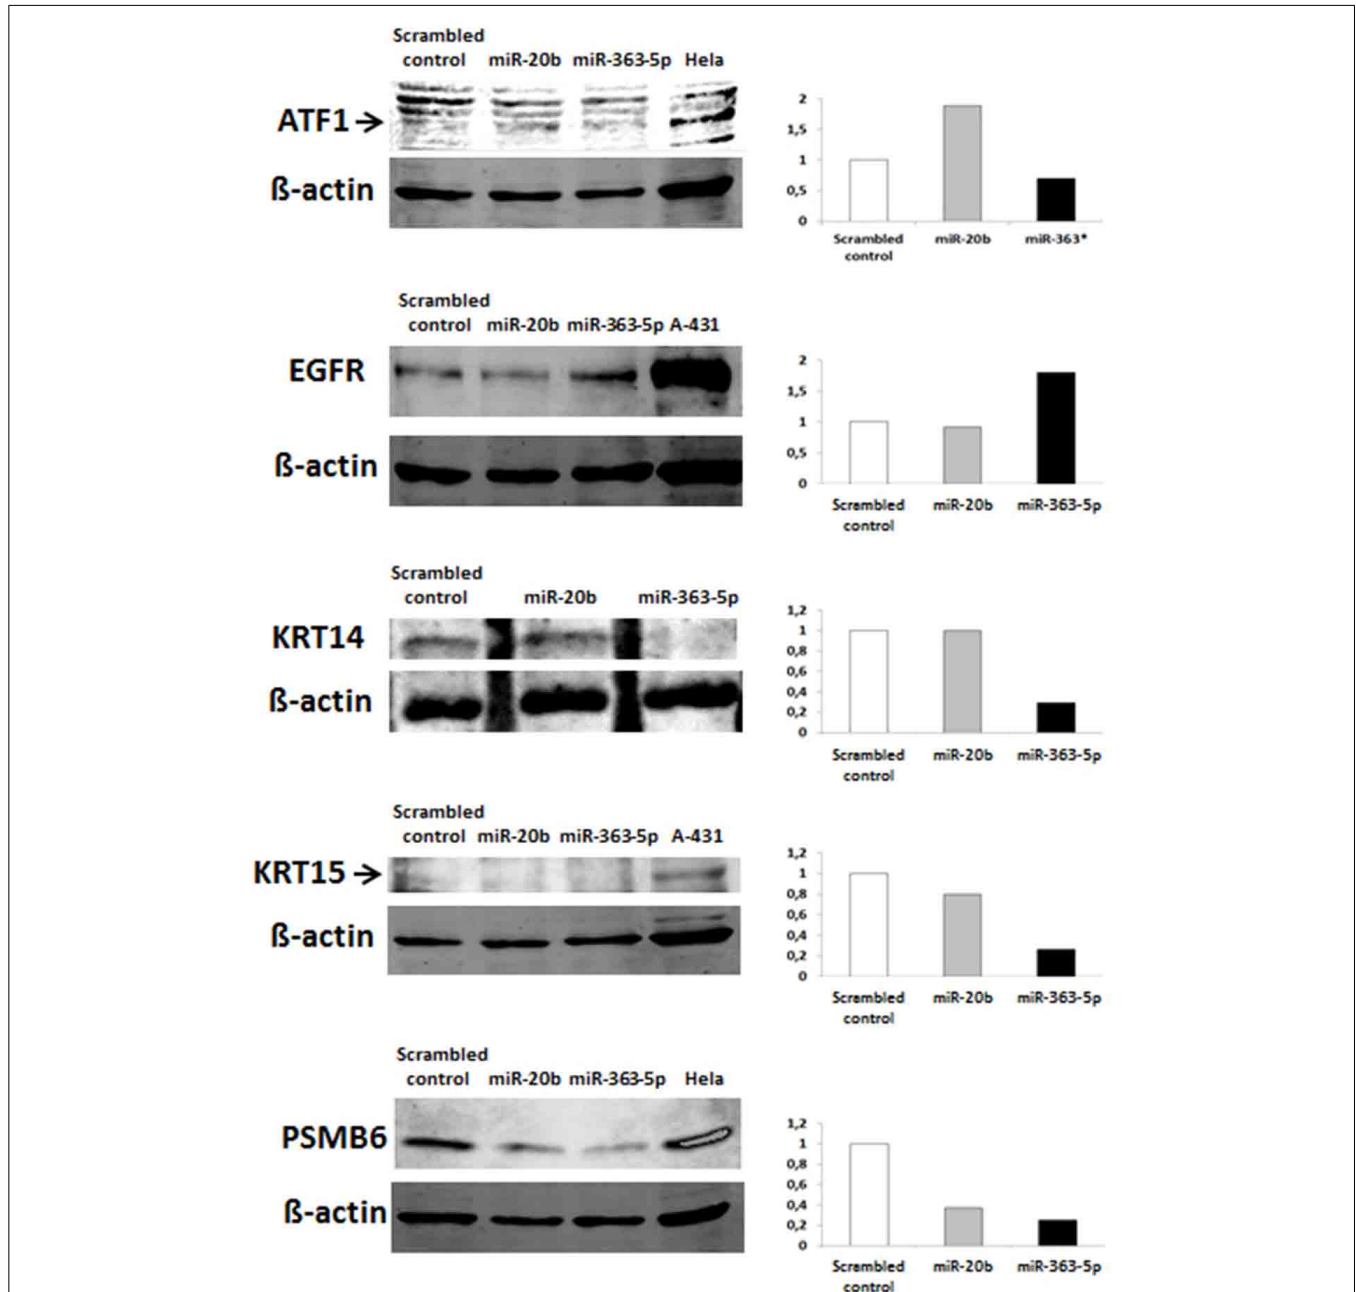 Scrambled
control miR-20b miR-363-5p Hela
ATF1
ß-actin
2
1,5
1
0,5
0
Scrambled miR-20b miR-363*
control
Scrambled
control miR-20b miR-363-5p A-431
EGFR
ß-actin
2
1,5
1
0,5
0
Scrambled miR-20b miR-363-5p
control
Scrambled
control miR-20b miR-363-5p
KRT14
ß-actin
1,2
1
0,8
0,6
0,4
0,2
0
Scrambled miR-20b miR-363-5p
control
Scrambled
control miR-20b miR-363-5p A-431
KRT15
ß-actin
1,2
1
0,8
0,6
0,4
0,2
0
Scrambled miR-20b miR-363-5p
control
Scrambled
control miR-20b miR-363-5p Hela
PSMB6
ß-actin
1,2
1
0,8
0,6
0,4
0,2
0
Scrambled miR-20b miR-363-5p
control